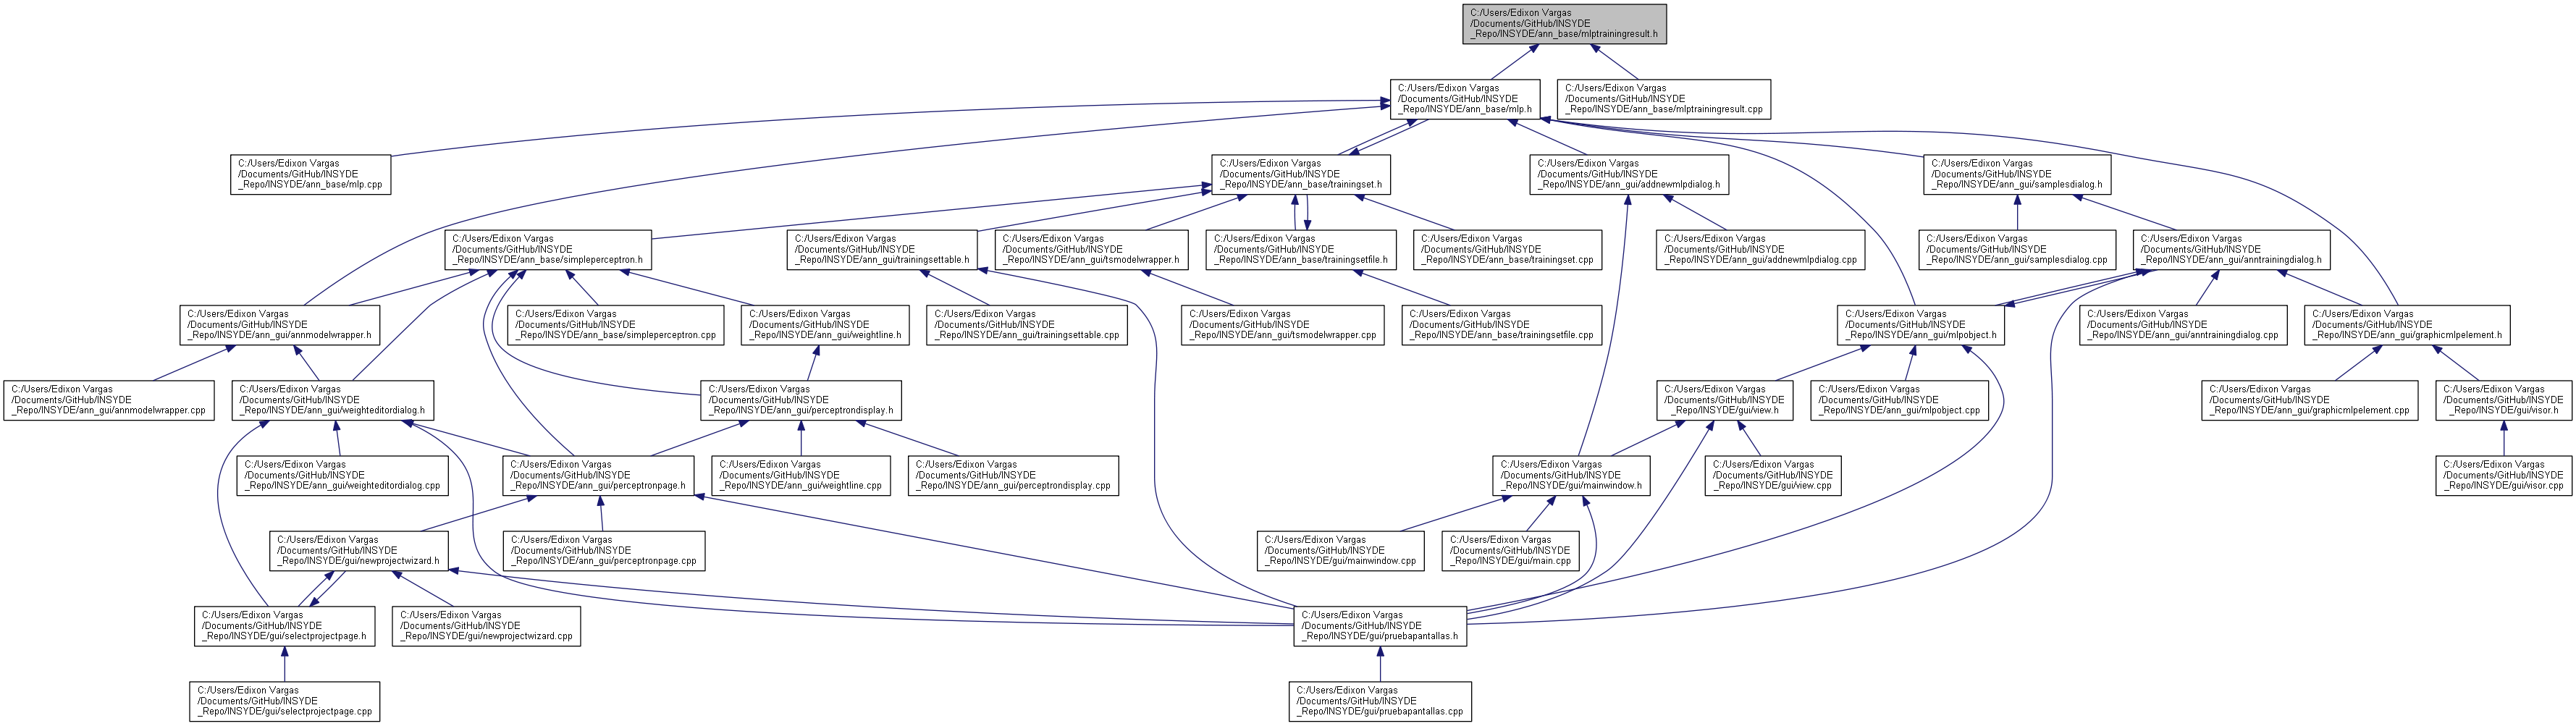 C:/Users/Edixon Vargas
/Documents/GitHub/INSYDE
_Repo/INSYDE/ann_base/mlptrainingresult.h
C:/Users/Edixon Vargas
/Documents/GitHub/INSYDE
_Repo/INSYDE/ann_base/mlp.h
C:/Users/Edixon Vargas
/Documents/GitHub/INSYDE
_Repo/INSYDE/ann_base/mlptrainingresult.cpp
C:/Users/Edixon Vargas
/Documents/GitHub/INSYDE
_Repo/INSYDE/ann_base/mlp.cpp
C:/Users/Edixon Vargas
/Documents/GitHub/INSYDE
_Repo/INSYDE/ann_base/trainingset.h
C:/Users/Edixon Vargas
/Documents/GitHub/INSYDE
_Repo/INSYDE/ann_gui/addnewmlpdialog.h
C:/Users/Edixon Vargas
/Documents/GitHub/INSYDE
_Repo/INSYDE/ann_gui/samplesdialog.h
C:/Users/Edixon Vargas
/Documents/GitHub/INSYDE
_Repo/INSYDE/ann_base/simpleperceptron.h
C:/Users/Edixon Vargas
/Documents/GitHub/INSYDE
_Repo/INSYDE/ann_gui/trainingsettable.h
C:/Users/Edixon Vargas
/Documents/GitHub/INSYDE
_Repo/INSYDE/ann_gui/tsmodelwrapper.h
C:/Users/Edixon Vargas
/Documents/GitHub/INSYDE
_Repo/INSYDE/ann_base/trainingsetfile.h
C:/Users/Edixon Vargas
/Documents/GitHub/INSYDE
_Repo/INSYDE/ann_base/trainingset.cpp
C:/Users/Edixon Vargas
/Documents/GitHub/INSYDE
_Repo/INSYDE/ann_gui/addnewmlpdialog.cpp
C:/Users/Edixon Vargas
/Documents/GitHub/INSYDE
_Repo/INSYDE/ann_gui/samplesdialog.cpp
C:/Users/Edixon Vargas
/Documents/GitHub/INSYDE
_Repo/INSYDE/ann_gui/anntrainingdialog.h
C:/Users/Edixon Vargas
/Documents/GitHub/INSYDE
_Repo/INSYDE/ann_gui/annmodelwrapper.h
C:/Users/Edixon Vargas
/Documents/GitHub/INSYDE
_Repo/INSYDE/ann_base/simpleperceptron.cpp
C:/Users/Edixon Vargas
/Documents/GitHub/INSYDE
_Repo/INSYDE/ann_gui/weightline.h
C:/Users/Edixon Vargas
/Documents/GitHub/INSYDE
_Repo/INSYDE/ann_gui/trainingsettable.cpp
C:/Users/Edixon Vargas
/Documents/GitHub/INSYDE
_Repo/INSYDE/ann_gui/tsmodelwrapper.cpp
C:/Users/Edixon Vargas
/Documents/GitHub/INSYDE
_Repo/INSYDE/ann_base/trainingsetfile.cpp
C:/Users/Edixon Vargas
/Documents/GitHub/INSYDE
_Repo/INSYDE/ann_gui/mlpobject.h
C:/Users/Edixon Vargas
/Documents/GitHub/INSYDE
_Repo/INSYDE/ann_gui/anntrainingdialog.cpp
C:/Users/Edixon Vargas
/Documents/GitHub/INSYDE
_Repo/INSYDE/ann_gui/graphicmlpelement.h
C:/Users/Edixon Vargas
/Documents/GitHub/INSYDE
_Repo/INSYDE/ann_gui/annmodelwrapper.cpp
C:/Users/Edixon Vargas
/Documents/GitHub/INSYDE
_Repo/INSYDE/ann_gui/weighteditordialog.h
C:/Users/Edixon Vargas
/Documents/GitHub/INSYDE
_Repo/INSYDE/ann_gui/perceptrondisplay.h
C:/Users/Edixon Vargas
/Documents/GitHub/INSYDE
_Repo/INSYDE/gui/view.h
C:/Users/Edixon Vargas
/Documents/GitHub/INSYDE
_Repo/INSYDE/ann_gui/mlpobject.cpp
C:/Users/Edixon Vargas
/Documents/GitHub/INSYDE
_Repo/INSYDE/ann_gui/graphicmlpelement.cpp
C:/Users/Edixon Vargas
/Documents/GitHub/INSYDE
_Repo/INSYDE/gui/visor.h
C:/Users/Edixon Vargas
/Documents/GitHub/INSYDE
_Repo/INSYDE/ann_gui/weighteditordialog.cpp
C:/Users/Edixon Vargas
/Documents/GitHub/INSYDE
_Repo/INSYDE/ann_gui/perceptronpage.h
C:/Users/Edixon Vargas
/Documents/GitHub/INSYDE
_Repo/INSYDE/ann_gui/weightline.cpp
C:/Users/Edixon Vargas
/Documents/GitHub/INSYDE
_Repo/INSYDE/ann_gui/perceptrondisplay.cpp
C:/Users/Edixon Vargas
/Documents/GitHub/INSYDE
_Repo/INSYDE/gui/mainwindow.h
C:/Users/Edixon Vargas
/Documents/GitHub/INSYDE
_Repo/INSYDE/gui/view.cpp
C:/Users/Edixon Vargas
/Documents/GitHub/INSYDE
_Repo/INSYDE/gui/visor.cpp
C:/Users/Edixon Vargas
/Documents/GitHub/INSYDE
_Repo/INSYDE/gui/newprojectwizard.h
C:/Users/Edixon Vargas
/Documents/GitHub/INSYDE
_Repo/INSYDE/ann_gui/perceptronpage.cpp
C:/Users/Edixon Vargas
/Documents/GitHub/INSYDE
_Repo/INSYDE/gui/mainwindow.cpp
C:/Users/Edixon Vargas
/Documents/GitHub/INSYDE
_Repo/INSYDE/gui/main.cpp
C:/Users/Edixon Vargas
/Documents/GitHub/INSYDE
_Repo/INSYDE/gui/selectprojectpage.h
C:/Users/Edixon Vargas
/Documents/GitHub/INSYDE
_Repo/INSYDE/gui/newprojectwizard.cpp
C:/Users/Edixon Vargas
/Documents/GitHub/INSYDE
_Repo/INSYDE/gui/pruebapantallas.h
C:/Users/Edixon Vargas
/Documents/GitHub/INSYDE
_Repo/INSYDE/gui/selectprojectpage.cpp
C:/Users/Edixon Vargas
/Documents/GitHub/INSYDE
_Repo/INSYDE/gui/pruebapantallas.cpp